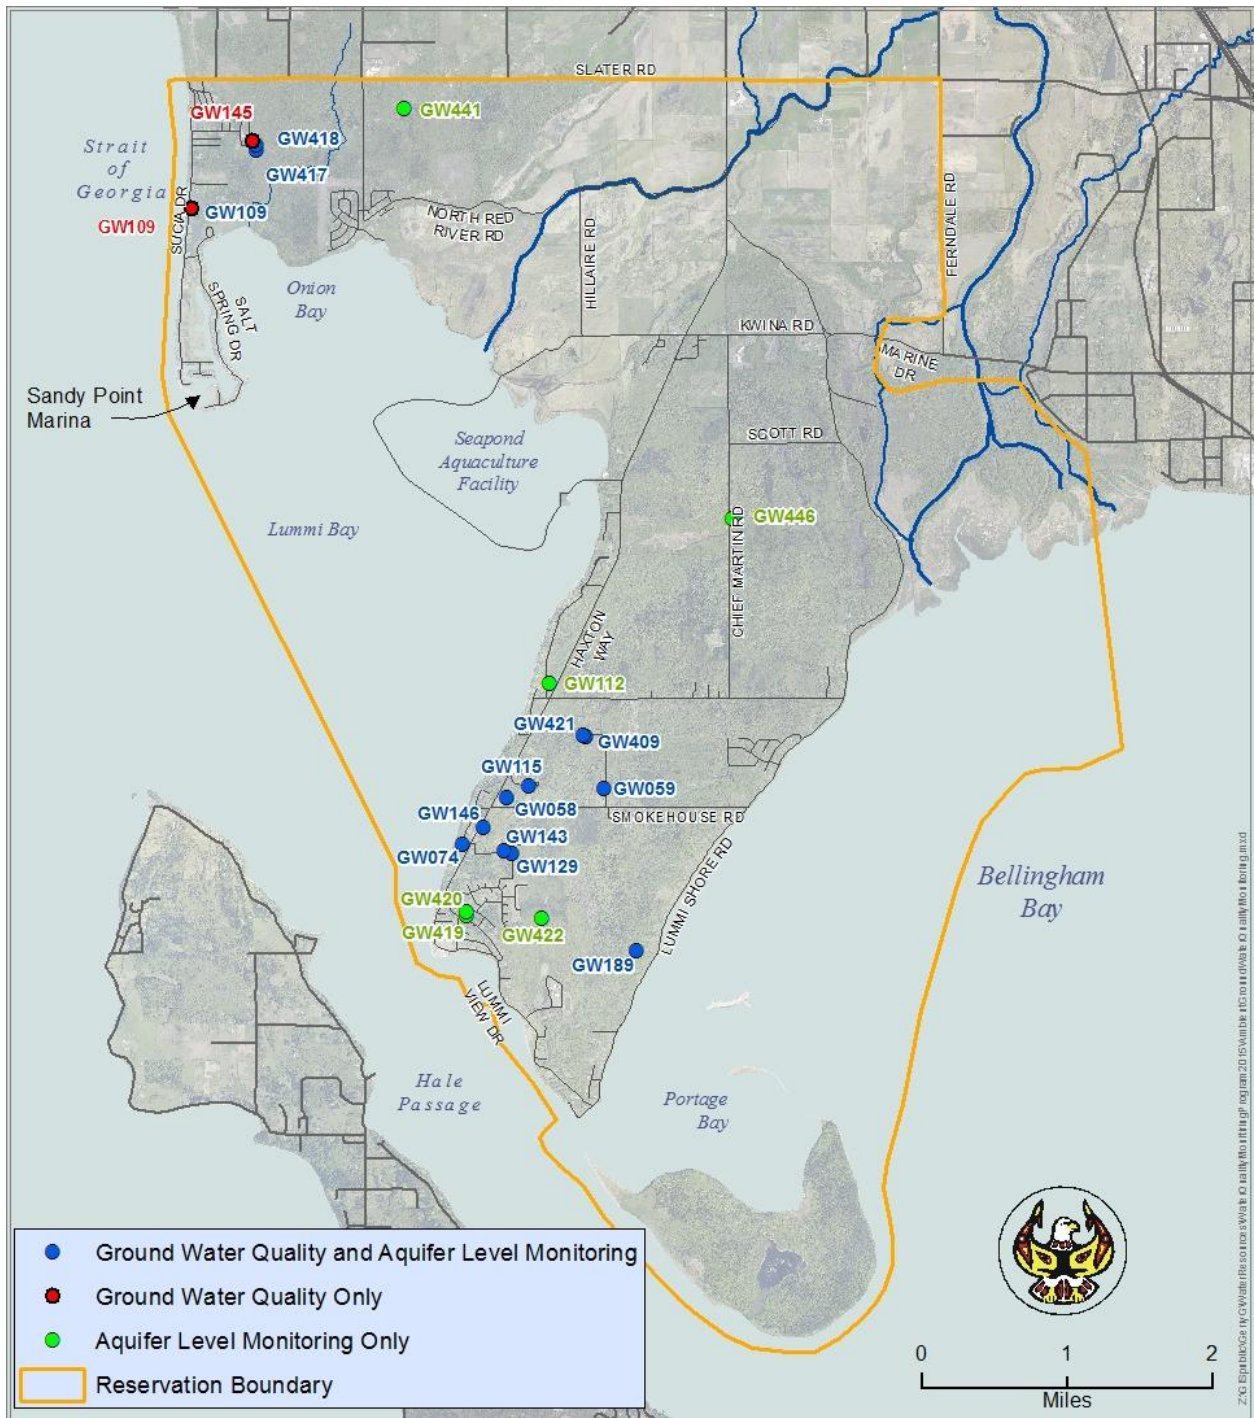 SLATER RD
GW145
GW441
GW418
GW417
Strait
of
Georgia
SUCIA DR
GW109
GW109
NORTH RED
RIVER RD
HILLAIRE RD
FERNDALE RD
Onion
Bay
SALT
SPRING DR
KWINA RD
MARINE
DR
Sandy Point
Marina
Seapond
Aquaculture
Facility
SCOTT RD
Lummi Bay
GW446
CHIEF MARTIN RD
HAXTON
WAY
GW112
GW421
GW409
GW115
GW059
GW058
GW146
SMOKEHOUSE RD
GW143
GW074
GW129
LUMMI SHORE RD
Bellingham
Bay
GW420
GW419
GW422
GW189
LUMMI
VIEW DR
Hale
Passage
Portage
Bay
Ground Water Quality and Aquifer Level Monitoring
Ground Water Quality Only
Aquifer Level Monitoring Only
Reservation Boundary
0 1 2
Miles